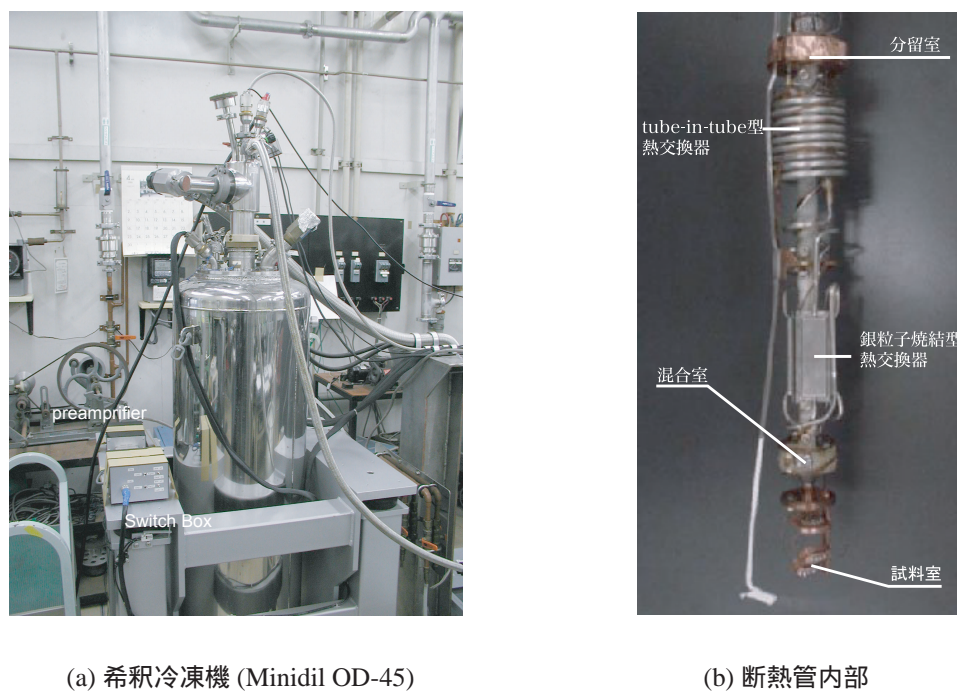 分留室
tube-in-tube型
熱交換器
銀粒子焼結型
熱交換器
混合室
試料室
preamprifier
Switch Box
(a) 希釈冷凍機 (Minidil OD-45)
(b) 断熱管内部